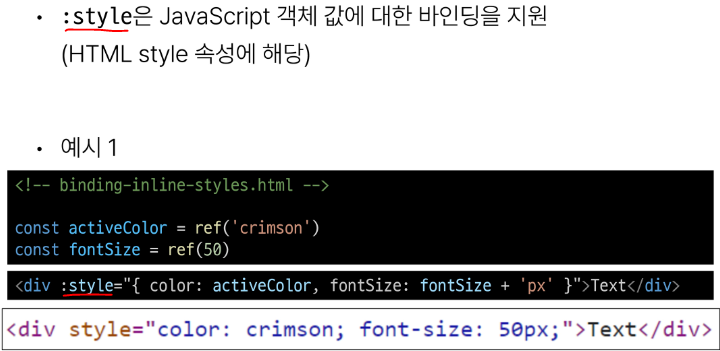 • :style은 JavaScript 객체 값에 대한 바인딩을 지원
(HTML style 속성에 해당)
• 예시 1
<!-- binding-inline-styles.html -->
const activeColor = ref('crimson')
const fontSize = ref(50)
<div :style="{ color: activeColor, fontSize: fontSize + 'px' }">Text</div>
<div style="color: crimson; font-size: 50px;">Text</div>